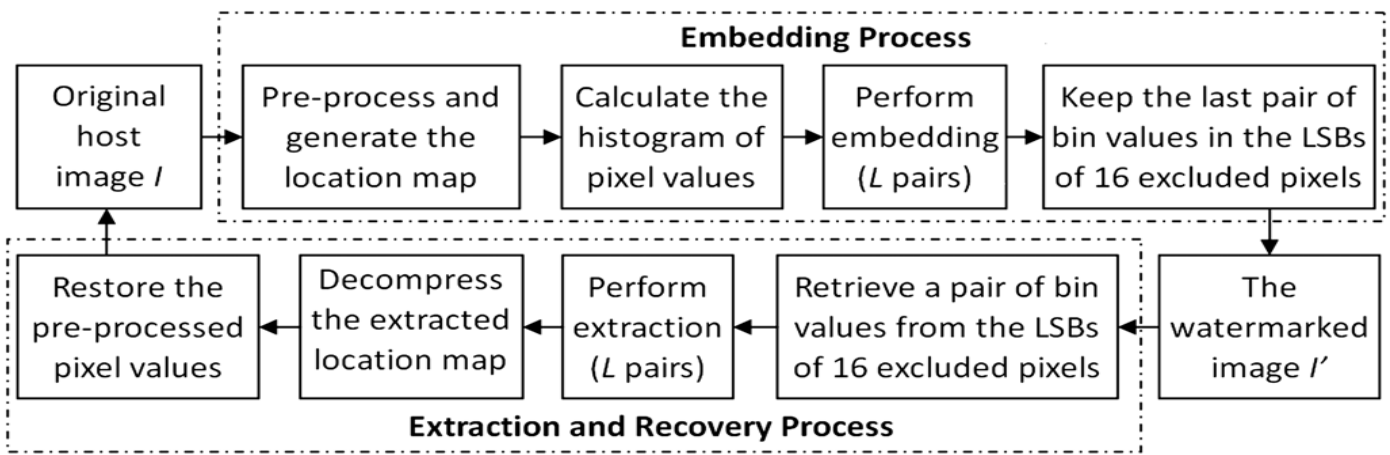 Embedding Process
Original
host
image I
Pre-process and
generate the
location map
Calculate the
histogram of
pixel values
Perform
embedding
(L pairs)
Keep the last pair of
bin values in the LSBs
of 16 excluded pixels
Restore the
pre-processed
pixel values
Decompress
the extracted
location map
Perform
extraction
(L pairs)
Retrieve a pair of bin
values from the LSBs
of 16 excluded pixels
The
watermarked
image I’
Extraction and Recovery Process